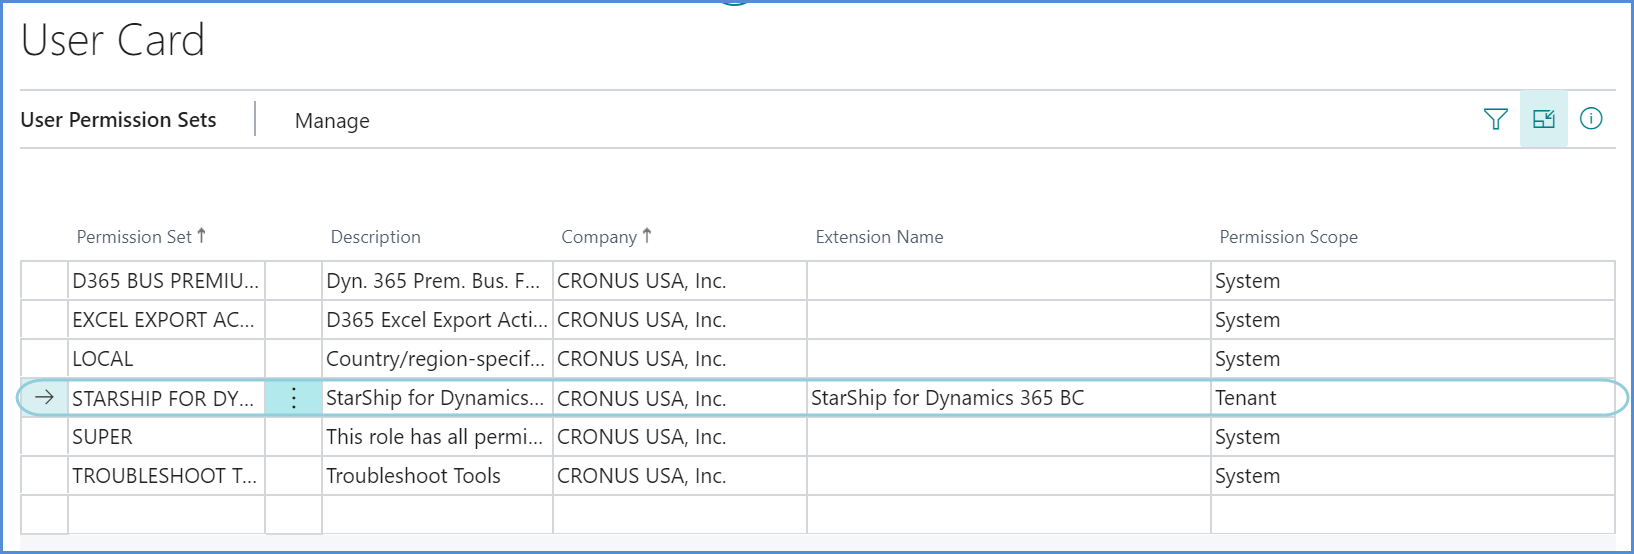 User Card
User Permission Sets Manage
Permission Set↑ Description Company↑ Extension Name Permission Scope
D365 BUS PREMIU... Dyn. 365 Prem. Bus. F... CRONUS USA, Inc. System
EXCEL EXPORT AC... D365 Excel Export Acti... CRONUS USA, Inc. System
LOCAL Country/region-specif... CRONUS USA, Inc. System
STARSHIP FOR DY... StarShip for Dynamics... CRONUS USA, Inc. StarShip for Dynamics 365 BC Tenant
SUPER This role has all permi... CRONUS USA, Inc. System
TROUBLESHOOT T... Troubleshoot Tools CRONUS USA, Inc. System